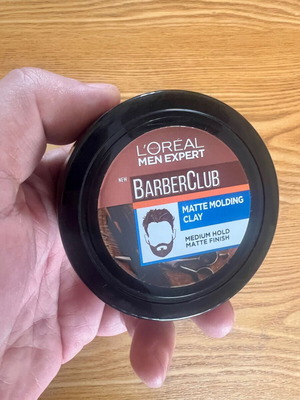 L'ORÉAL
MEN EXPERT
NEW
BARBERCLUB
MATTE MOLDING
CLAY
MEDIUM HOLD
MATTE FINISH